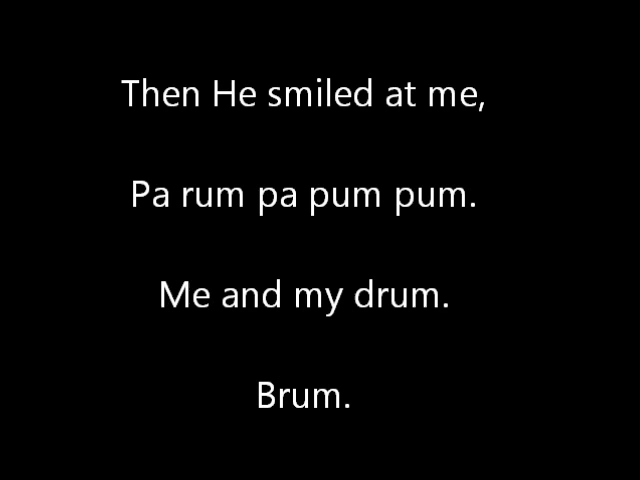 Then He smiled at me,
Pa rum pa pum pum.
Me and my drum.
Brum.